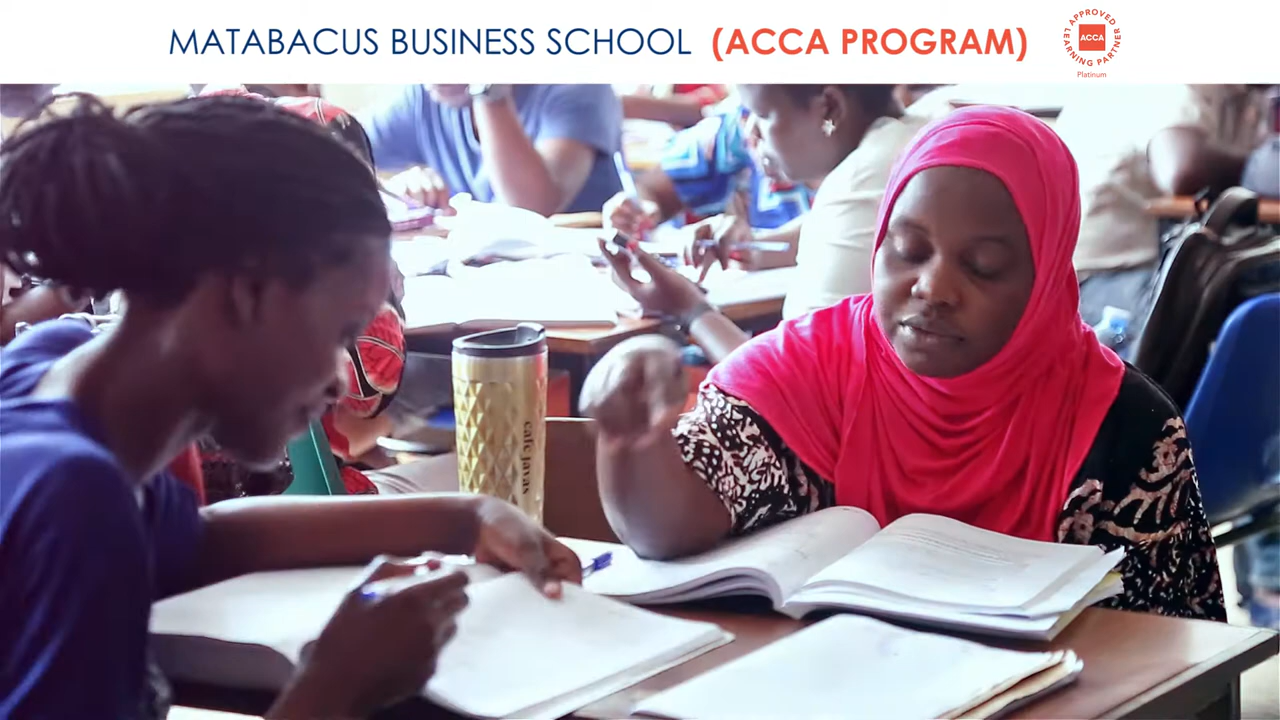 MATABACUS BUSINESS SCHOOL (ACCA PROGRAM)
APPROVED
ACCA
LEARNING PARTNER
Platinum
cafe javas